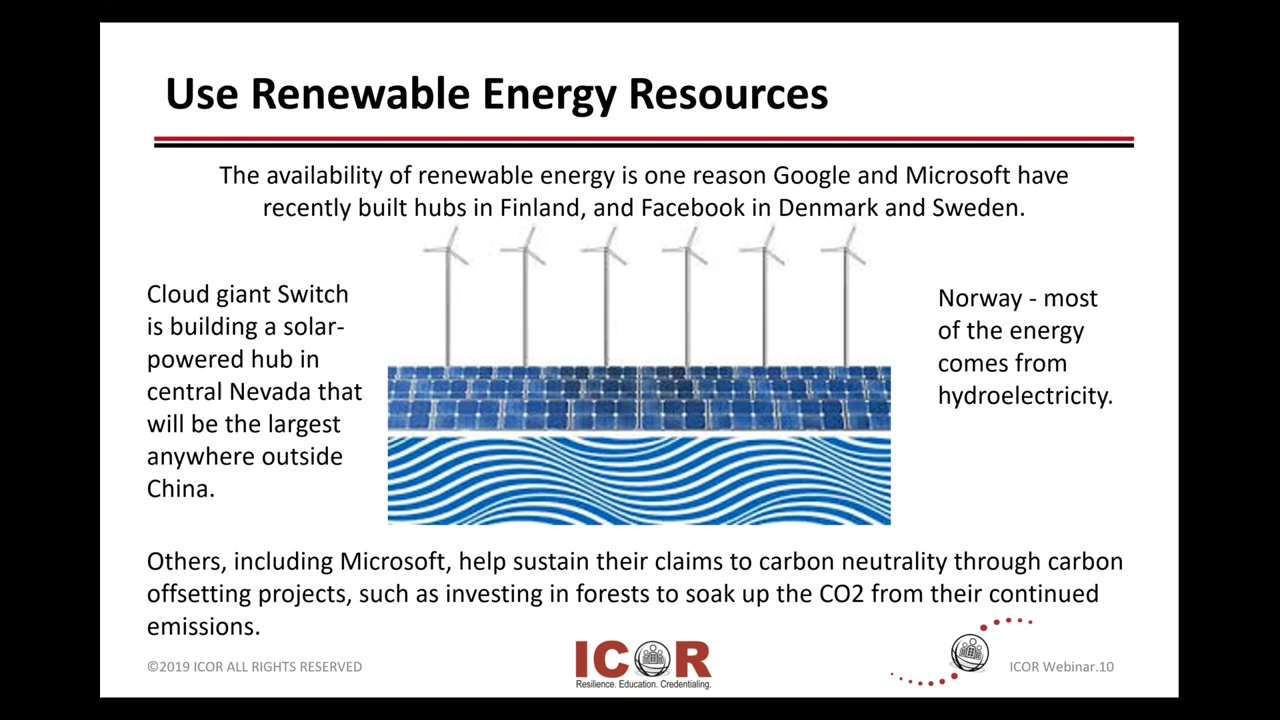 Use Renewable Energy Resources
The availability of renewable energy is one reason Google and Microsoft have
recently built hubs in Finland, and Facebook in Denmark and Sweden.
Cloud giant Switch
is building a solar-
powered hub in
central Nevada that
will be the largest
anywhere outside
China.
Norway - most
of the energy
comes from
hydroelectricity.
Others, including Microsoft, help sustain their claims to carbon neutrality through carbon
offsetting projects, such as investing in forests to soak up the CO2 from their continued
emissions.
©2019 ICOR ALL RIGHTS RESERVED
ICOR
Resilience. Education. Credentialing.
ICOR Webinar.10